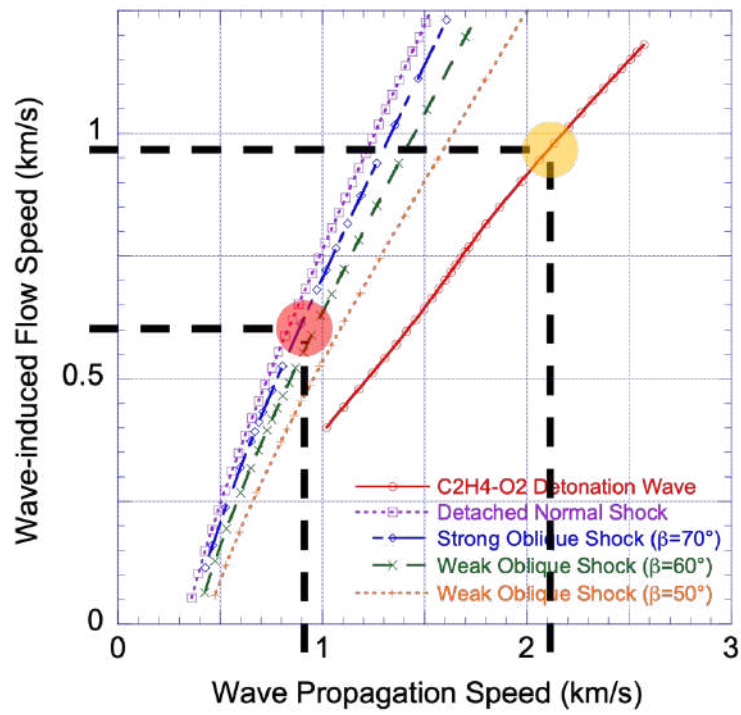 Wave-induced Flow Speed (km/s)
1
0.5
0
C2H4-O2 Detonation Wave
Detached Normal Shock
Strong Oblique Shock (β=70°)
Weak Oblique Shock (β=60°)
Weak Oblique Shock (β=50°)
0 1 2 3
Wave Propagation Speed (km/s)